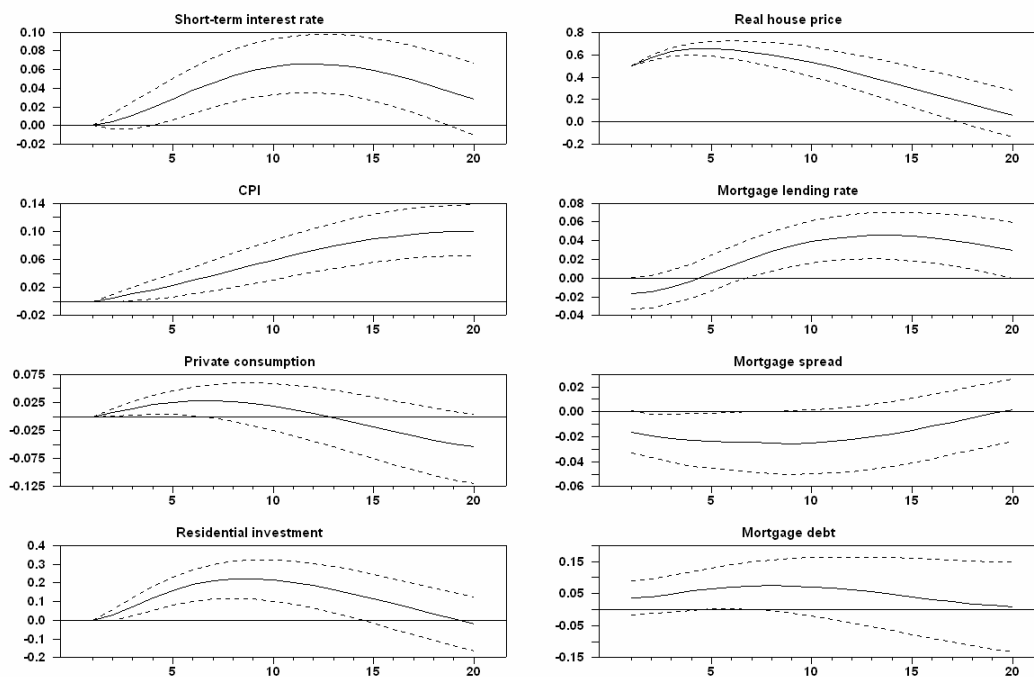 Short-term interest rate
0.10
0.08
0.06
0.04
0.02
0.00
-0.02
5 10 15 20
Real house price
0.8
0.6
0.4
0.2
0.0
-0.2
5 10 15 20
CPI
0.14
0.10
0.06
0.02
-0.02
5 10 15 20
Mortgage lending rate
0.08
0.06
0.04
0.02
0.00
-0.02
-0.04
5 10 15 20
Private consumption
0.075
0.025
-0.025
-0.075
-0.125
5 10 15 20
Mortgage spread
0.02
0.00
-0.02
-0.04
-0.06
5 10 15 20
Residential investment
0.4
0.3
0.2
0.1
0.0
-0.1
-0.2
5 10 15 20
Mortgage debt
0.15
0.05
-0.05
-0.15
5 10 15 20